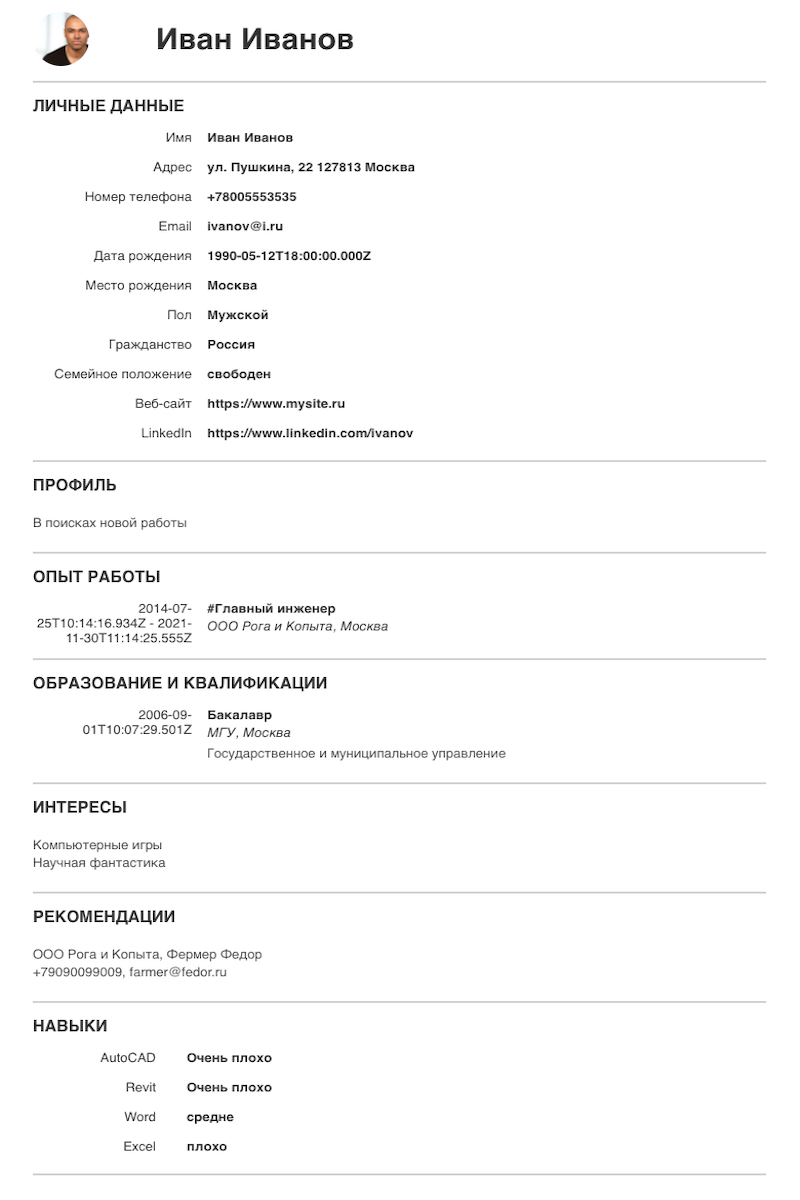 Иван Иванов
ЛИЧНЫЕ ДАННЫЕ
Имя Иван Иванов
Адрес ул. Пушкина, 22 127813 Москва
Номер телефона +78005553535
Email ivanov@i.ru
Дата рождения 1990-05-12T18:00:00.000Z
Место рождения Москва
Пол Мужской
Гражданство Россия
Семейное положение свободен
Веб-сайт https://www.mysite.ru
LinkedIn https://www.linkedin.com/ivanov
ПРОФИЛЬ
В поисках новой работы
ОПЫТ РАБОТЫ
2014-07-
25T10:14:16.934Z - 2021-
11-30T11:14:25.555Z
#Главный инженер
ООО Рога и Копыта, Москва
ОБРАЗОВАНИЕ И КВАЛИФИКАЦИИ
2006-09-
01T10:07:29.501Z
Бакалавр
МГУ, Москва
Государственное и муниципальное управление
ИНТЕРЕСЫ
Компьютерные игры
Научная фантастика
РЕКОМЕНДАЦИИ
ООО Рога и Копыта, Фермер Федор
+79090099009, farmer@fedor.ru
НАВЫКИ
AutoCAD Очень плохо
Revit Очень плохо
Word средне
Excel плохо